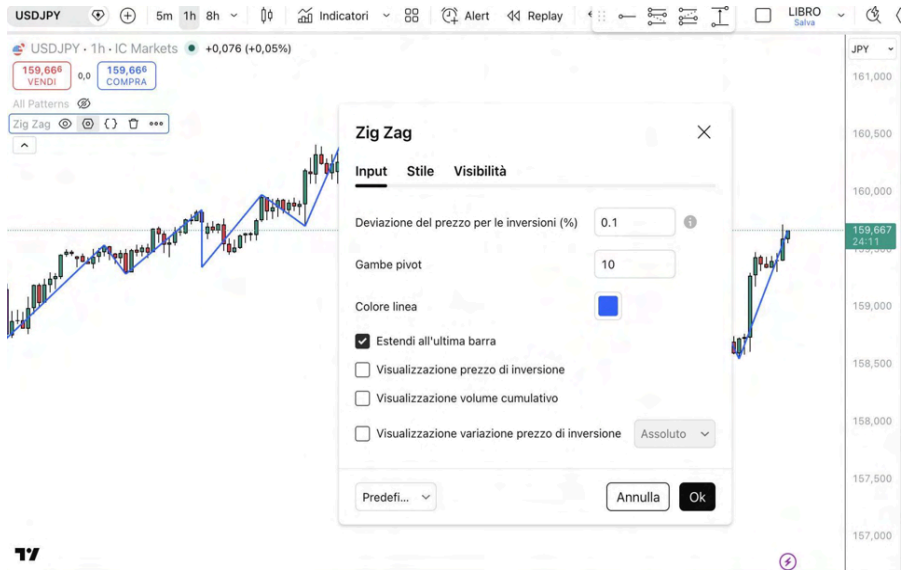 USDJPY 5m 1h 8h Indicatori Alert Replay LIBRO
Salva
USDJPY · 1h · IC Markets +0,076 (+0,05%)
JPY
159,666 0,0 159,666
VENDI COMPRA
All Patterns
Zig Zag
161,000
160,500
160,000
159,667
24:11
159,000
158,500
158,000
157,500
157,000
Zig Zag
Input Stile Visibilità
Deviazione del prezzo per le inversioni (%) 0.1
Gambe pivot 10
Colore linea
Estendi all'ultima barra
Visualizzazione prezzo di inversione
Visualizzazione volume cumulativo
Visualizzazione variazione prezzo di inversione Assoluto
Predefi... Annulla Ok